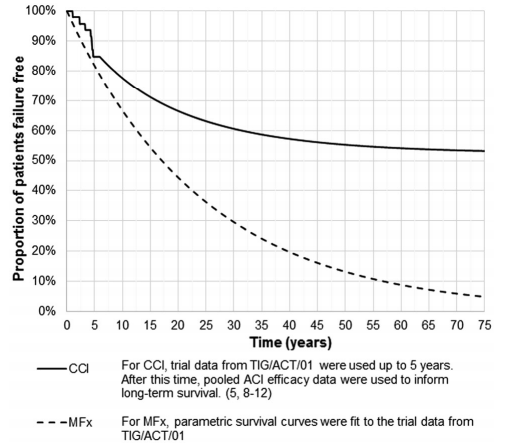 100%
90%
80%
70%
60%
50%
40%
30%
20%
10%
0%
Proportion of patients failure free
0 5 10 15 20 25 30 35 40 45 50 55 60 65 70 75
Time (years)
CCI
For CCI, trial data from TIG/ACT/01 were used up to 5 years.
After this time, pooled ACI efficacy data were used to inform
long-term survival. (5, 8-12)
MFx
For MFx, parametric survival curves were fit to the trial data from
TIG/ACT/01